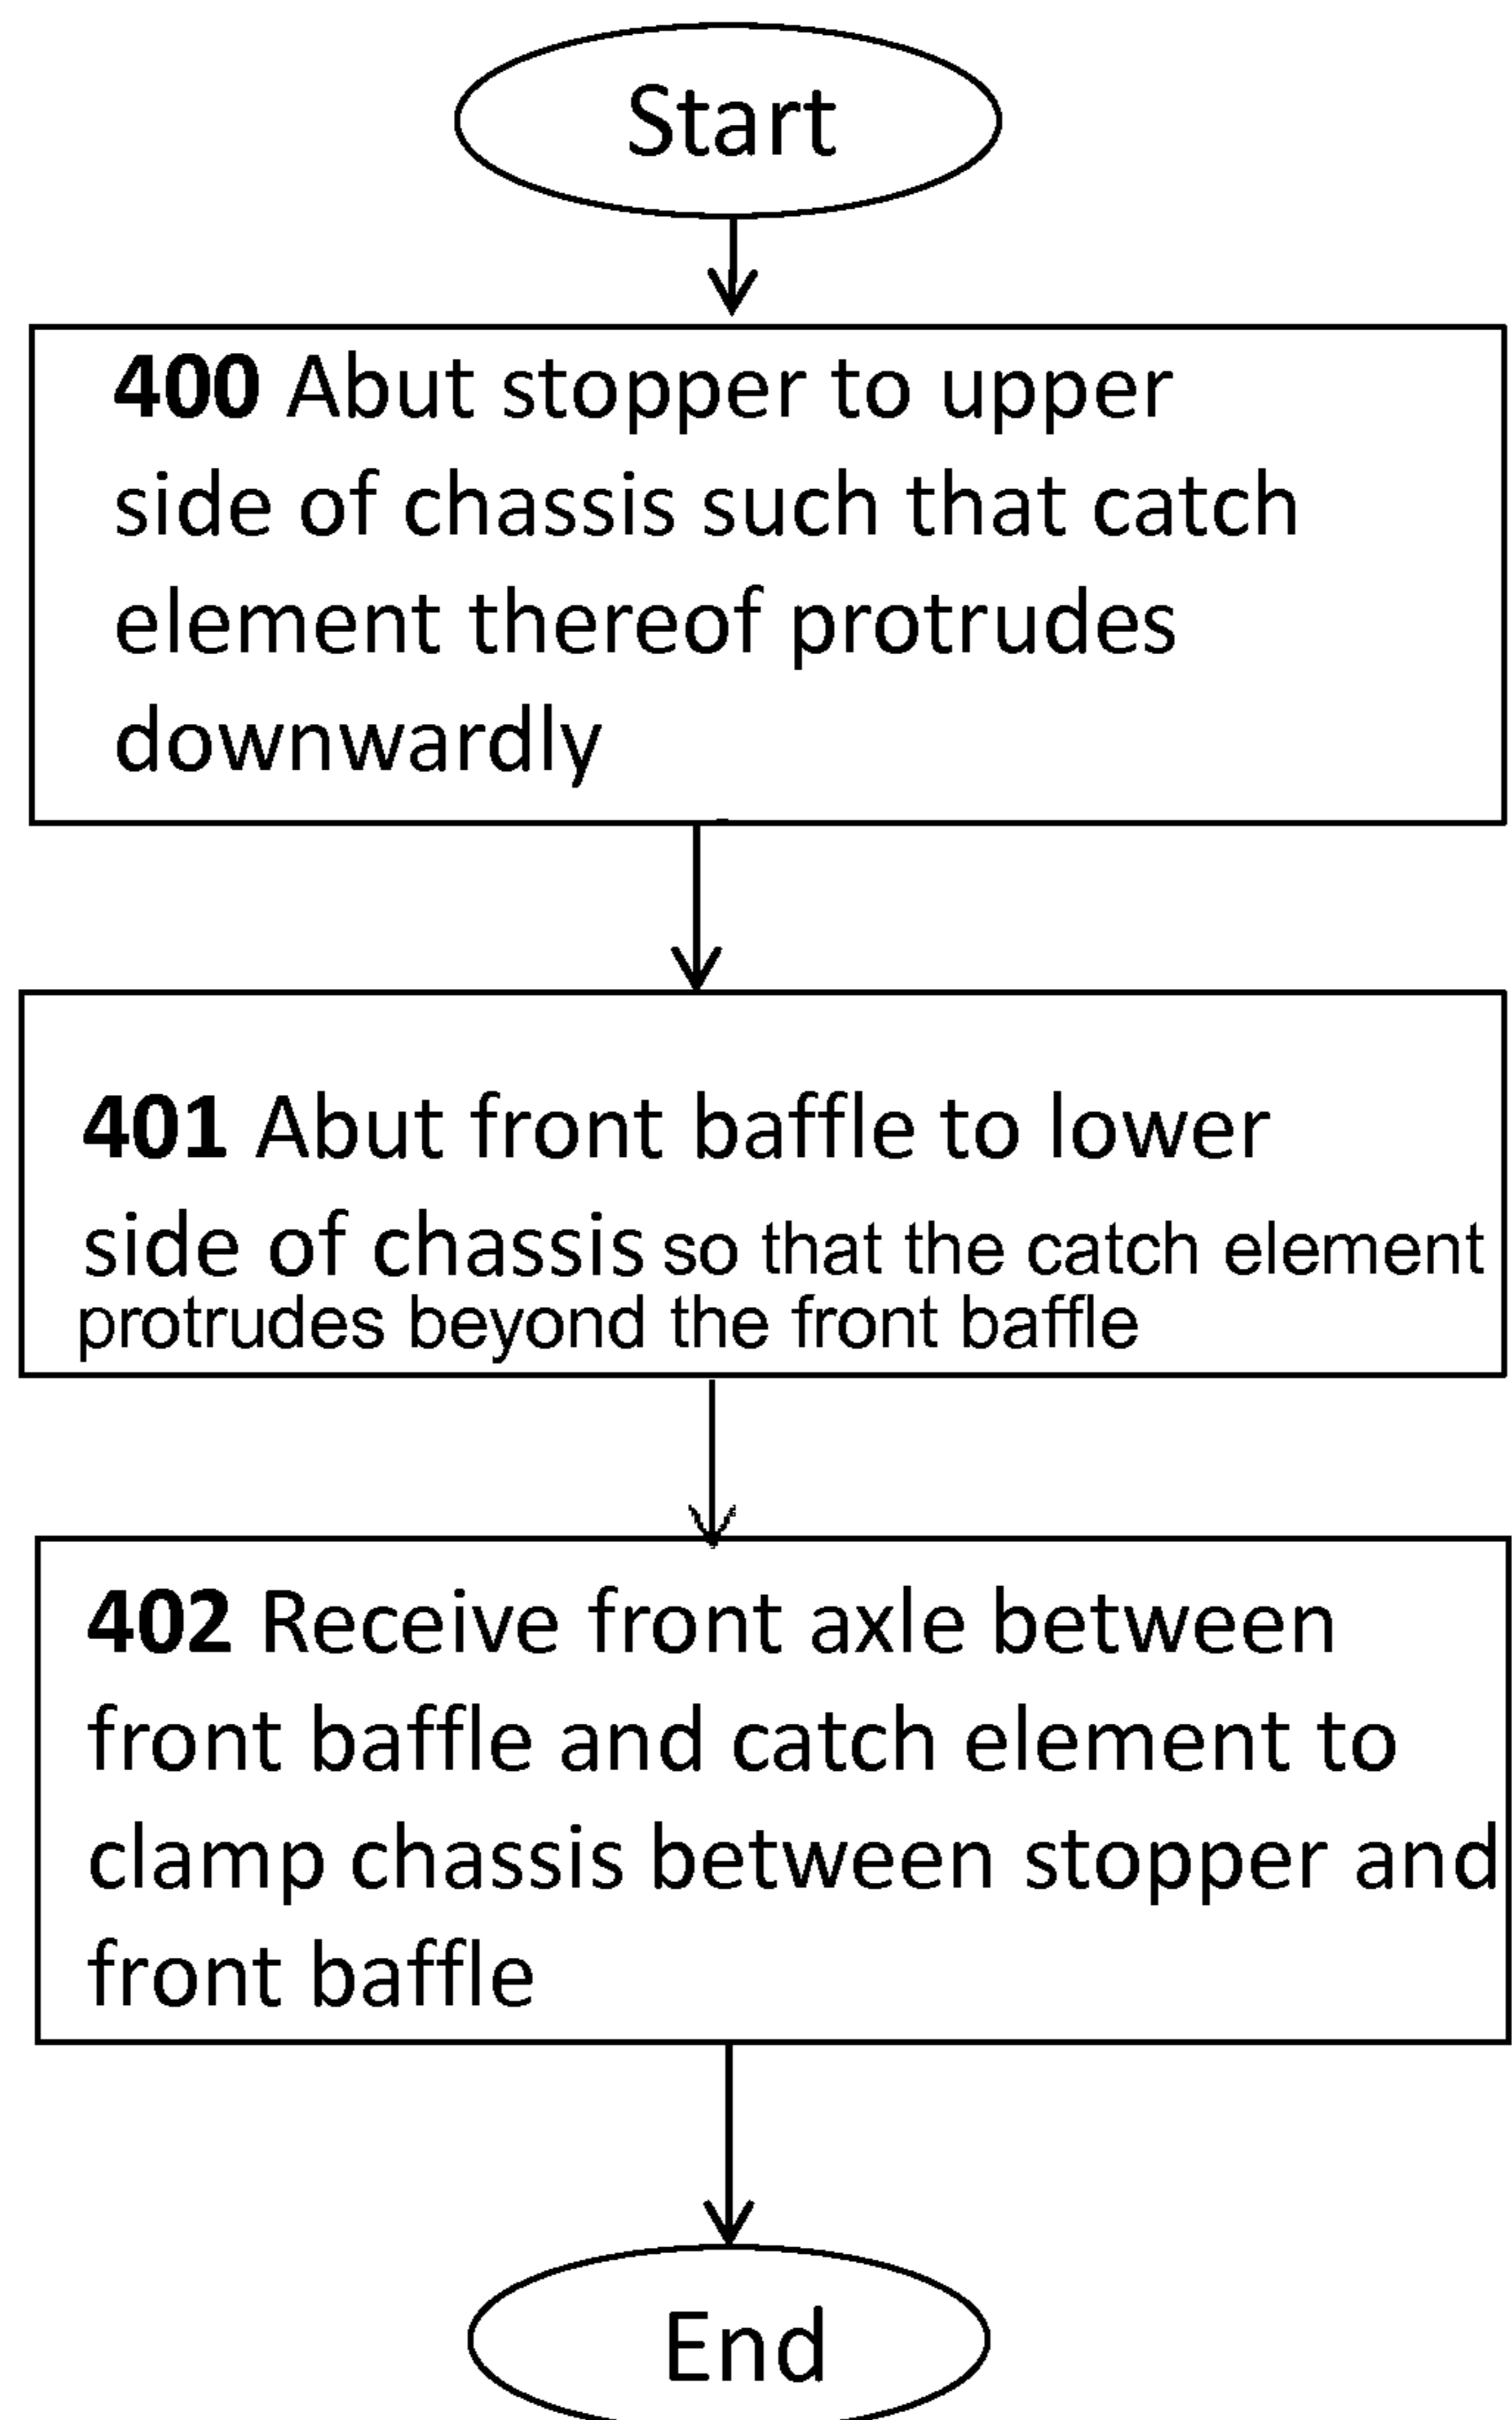 Start
400 Abut stopper to upper
side of chassis such that catch
element thereof protrudes
downwardly
401 Abut front baffle to lower
side of chassis so that the catch element
protrudes beyond the front baffle
402 Receive front axle between
front baffle and catch element to
clamp chassis between stopper and
front baffle
End